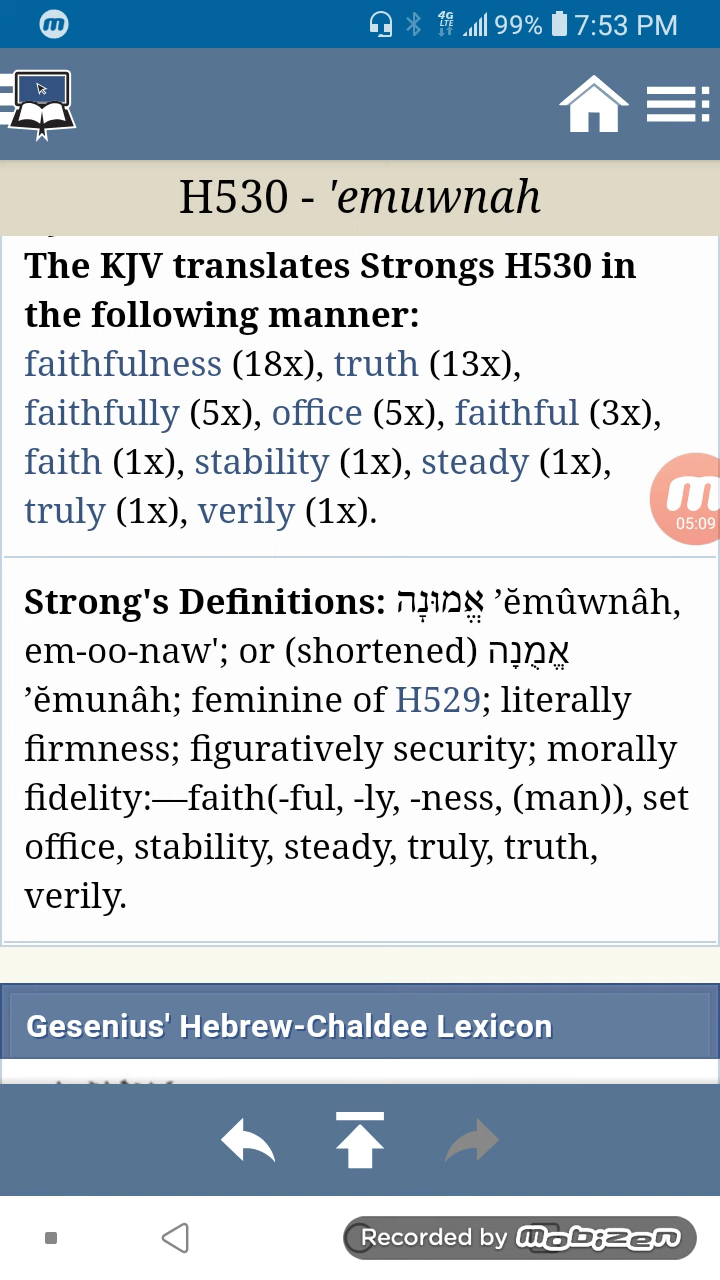 4G LTE 99% 7:53 PM
H530 - 'emuwnah
The KJV translates Strongs H530 in
the following manner:
faithfulness (18x), truth (13x),
faithfully (5x), office (5x), faithful (3x),
faith (1x), stability (1x), steady (1x),
truly (1x), verily (1x).
05:09
Strong's Definitions: אֱמוּנָה ʼĕmûwnâh,
em-oo-naw'; or (shortened) אֱמֻנָה
ʼĕmunâh; feminine of H529; literally
firmness; figuratively security; morally
fidelity:—faith(-ful, -ly, -ness, (man)), set
office, stability, steady, truly, truth,
verily.
Gesenius' Hebrew-Chaldee Lexicon
Recorded by mobizen